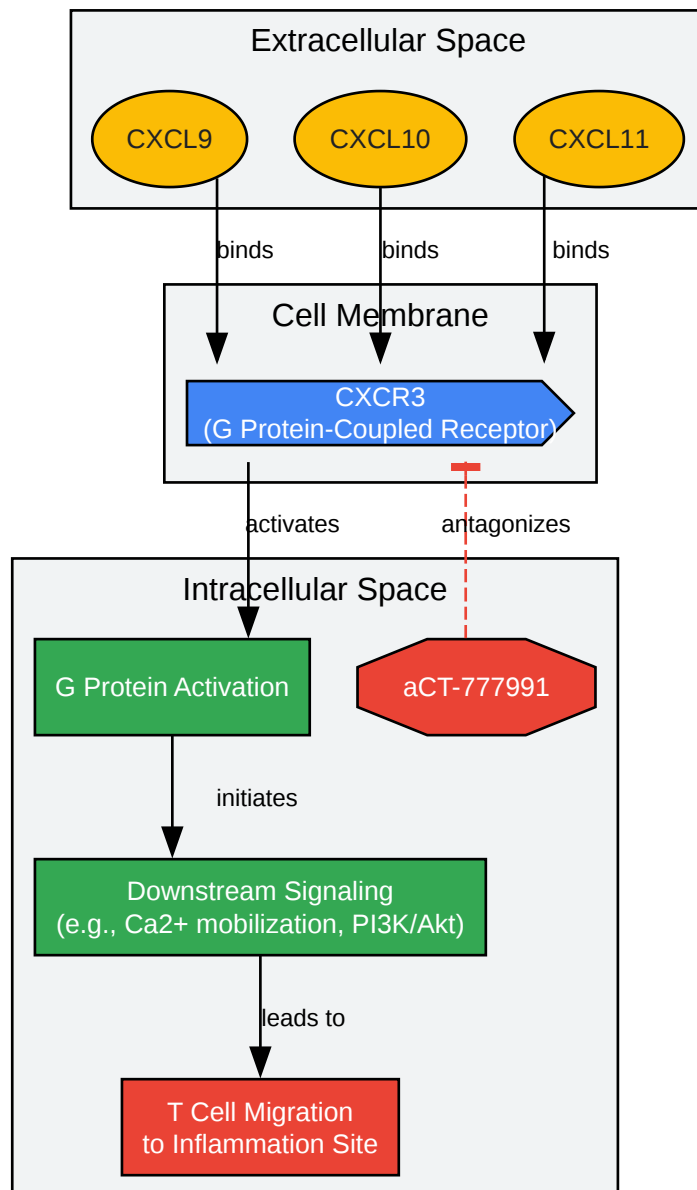 Extracellular Space
CXCL9
CXCL10
CXCL11
binds
binds
binds
Cell Membrane
CXCR3
(G Protein-Coupled Receptor)
activates
antagonizes
Intracellular Space
G Protein Activation
aCT-777991
initiates
Downstream Signaling
(e.g., Ca2+ mobilization, PI3K/Akt)
leads to
T Cell Migration
to Inflammation Site